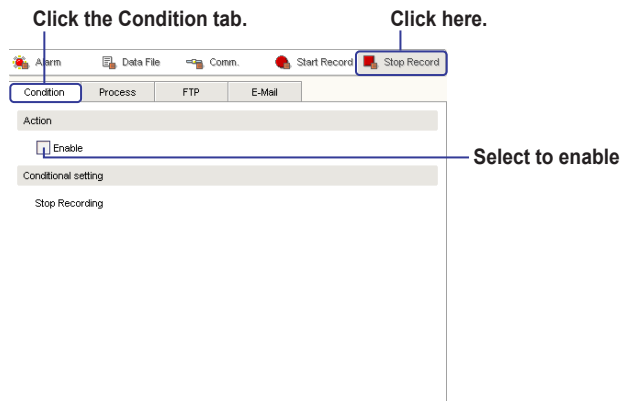 Click the Condition tab.
Click here.
Alarm
Data File
Comm.
Start Record
Stop Record
Condition
Process
FTP
E-Mail
Action
Enable
Select to enable
Conditional setting
Stop Recording